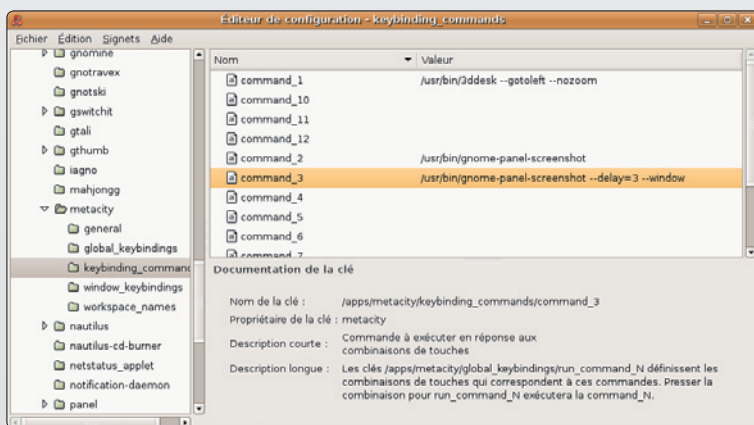 Éditeur de configuration - keybinding_commands
Fichier Édition Signets Aide
gnomine
gnotravex
gnotski
gswitchit
gtali
gthumb
iagno
mahjongg
metacity
general
global_keybindings
keybinding_command
window_keybindings
workspace_names
nautilus
nautilus-cd-burner
netstatus_applet
notification-daemon
panel
Nom Valeur
command_1 /usr/bin/3ddesk --gotoleft --nozoom
command_10
command_11
command_12
command_2 /usr/bin/gnome-panel-screenshot
command_3 /usr/bin/gnome-panel-screenshot --delay=3 --window
command_4
command_5
command_6
command_7
Documentation de la clé
Nom de la clé : /apps/metacity/keybinding_commands/command_3
Propriétaire de la clé : metacity
Description courte : Commande à exécuter en réponse aux
combinaisons de touches
Description longue : Les clés /apps/metacity/global_keybindings/run_command_N définissent les
combinaisons de touches qui correspondent à ces commandes. Presser la
combinaison pour run_command_N exécutera la command_N.